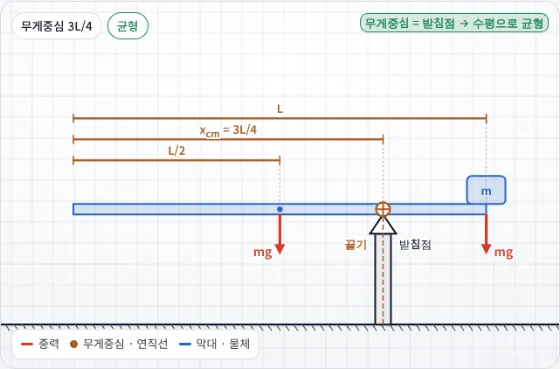 무게중심 3L/4
균형
무게중심 = 받침점 → 수평으로 균형
L
x_cm = 3L/4
L/2
m
mg
끌기
받침점
mg
중력
무게중심 · 연직선
막대 · 물체